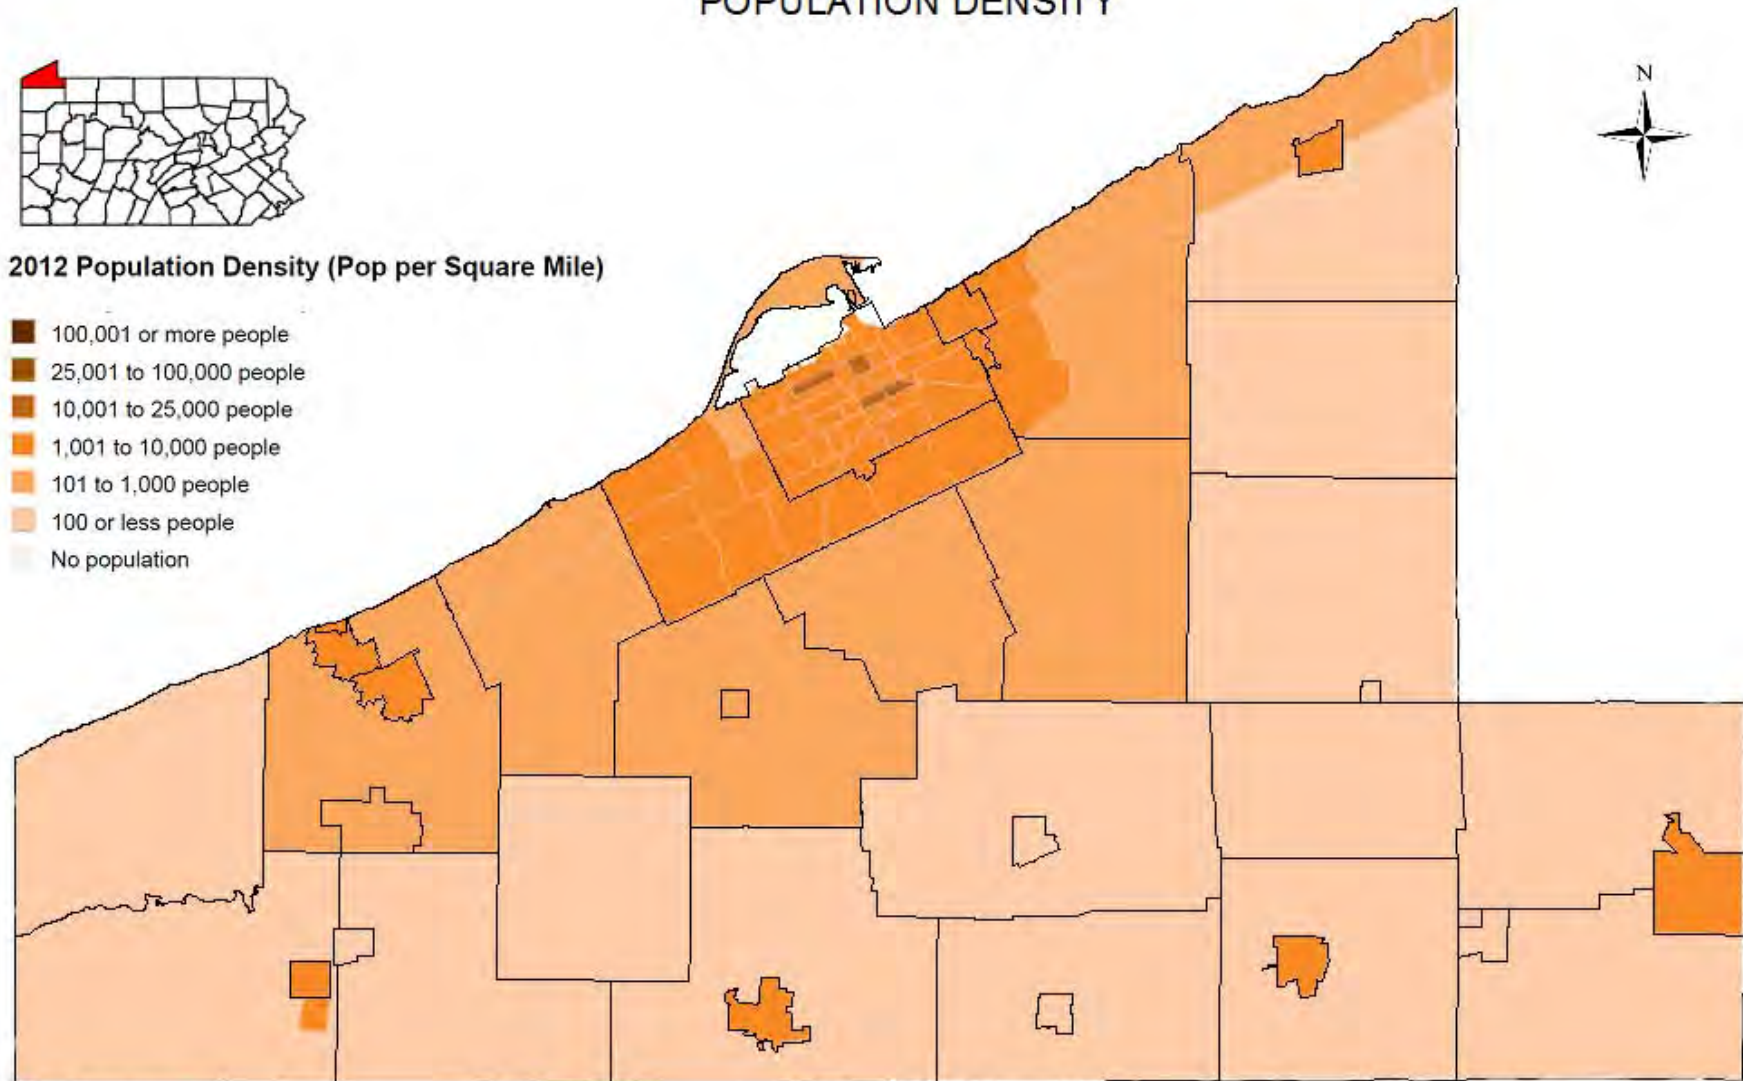 POPULATION DENSITY
N
2012 Population Density (Pop per Square Mile)
100,001 or more people
25,001 to 100,000 people
10,001 to 25,000 people
1,001 to 10,000 people
101 to 1,000 people
100 or less people
No population